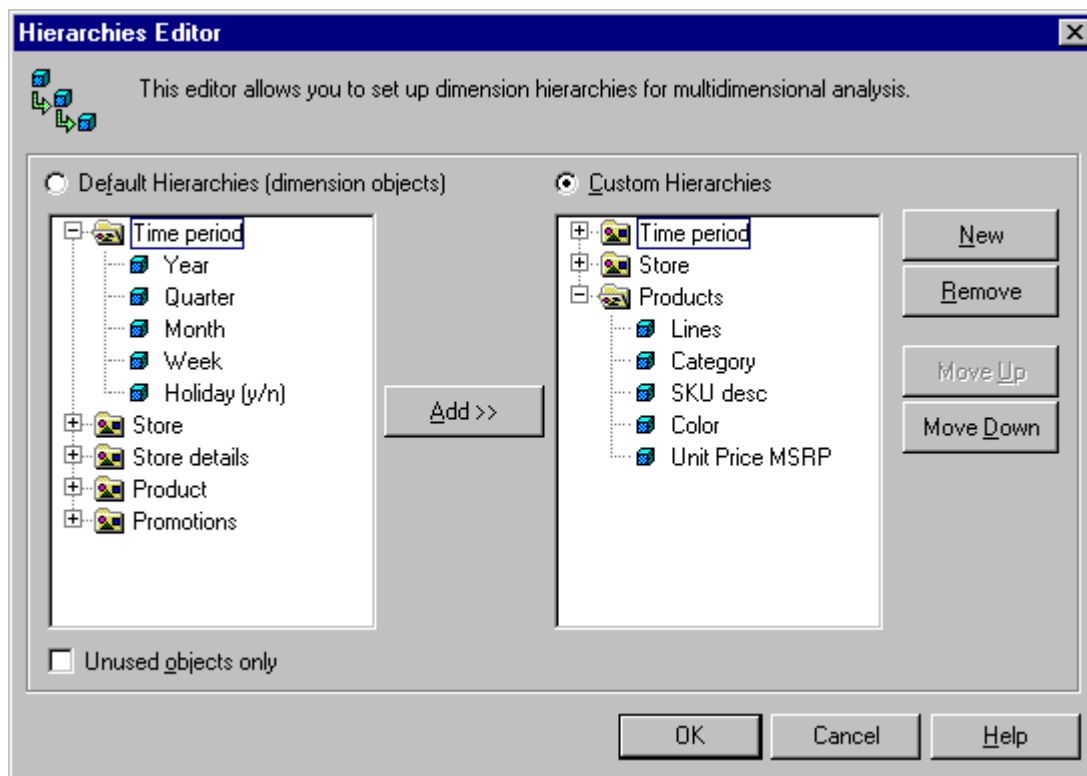 Hierarchies Editor
This editor allows you to set up dimension hierarchies for multidimensional analysis.
Default Hierarchies (dimension objects)
Time period
Year
Quarter
Month
Week
Holiday (y/n)
Store
Store details
Product
Promotions
Unused objects only
Add >>
Custom Hierarchies
Time period
Store
Products
Lines
Category
SKU desc
Color
Unit Price MSRP
New
Remove
Move Up
Move Down
OK
Cancel
Help